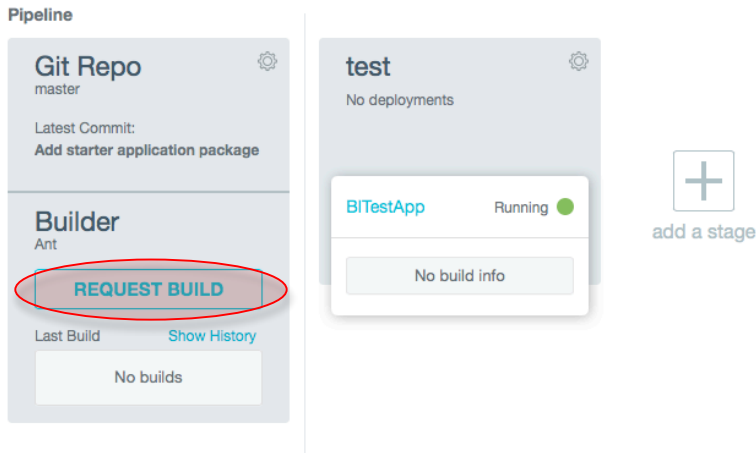 Pipeline
Git Repo
master
Latest Commit:
Add starter application package
Builder
Ant
REQUEST BUILD
Last Build Show History
No builds
test
No deployments
BITestApp Running
No build info
add a stage